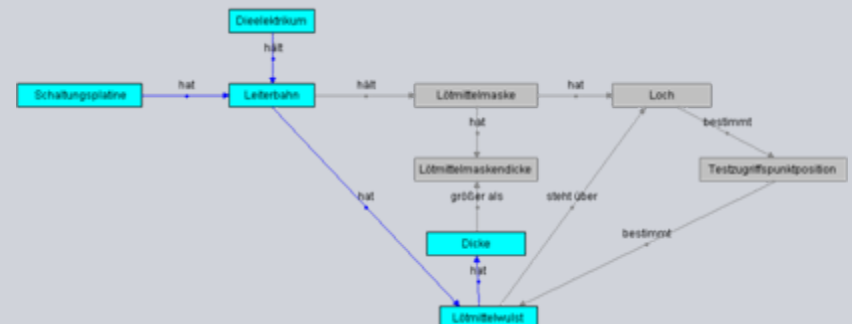 Dieelektrikum
hält
Schaltungsplatine
hat
Leiterbahn
hält
Lötmittelmaske
hat
Loch
hat
bestimmt
Lötmittelmaskendicke
Testzugriffspunktposition
hat
größer als
steht über
Dicke
bestimmt
hat
Lötmittelwulst